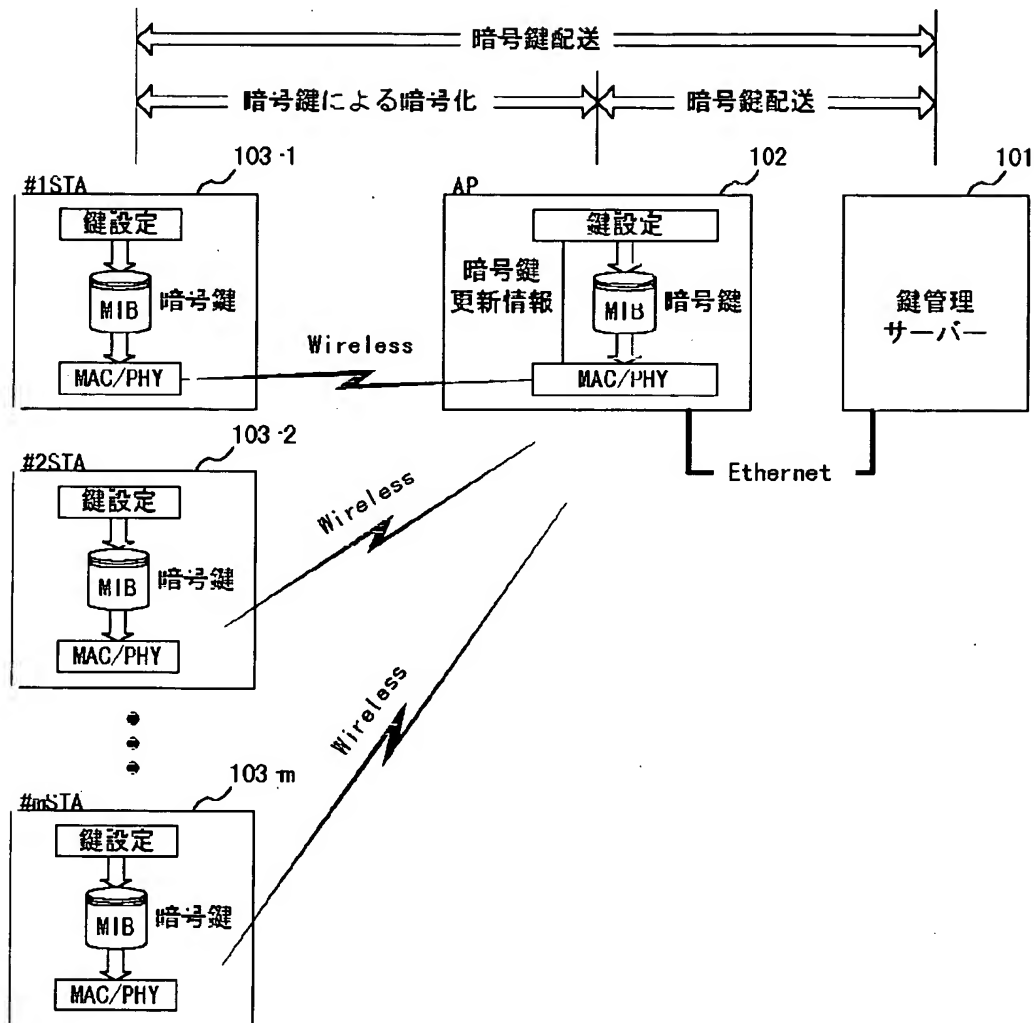 暗号鍵配送
暗号鍵による暗号化
暗号鍵配送
103-1
102
101
#1STA
AP
鍵設定
鍵設定
MIB
暗号鍵
暗号鍵
更新情報
MIB
暗号鍵
鍵管理
サーバー
Wireless
MAC/PHY
MAC/PHY
103-2
#2STA
Ethernet
鍵設定
Wireless
MIB
暗号鍵
MAC/PHY
Wireless
103-m
#mSTA
鍵設定
MIB
暗号鍵
MAC/PHY